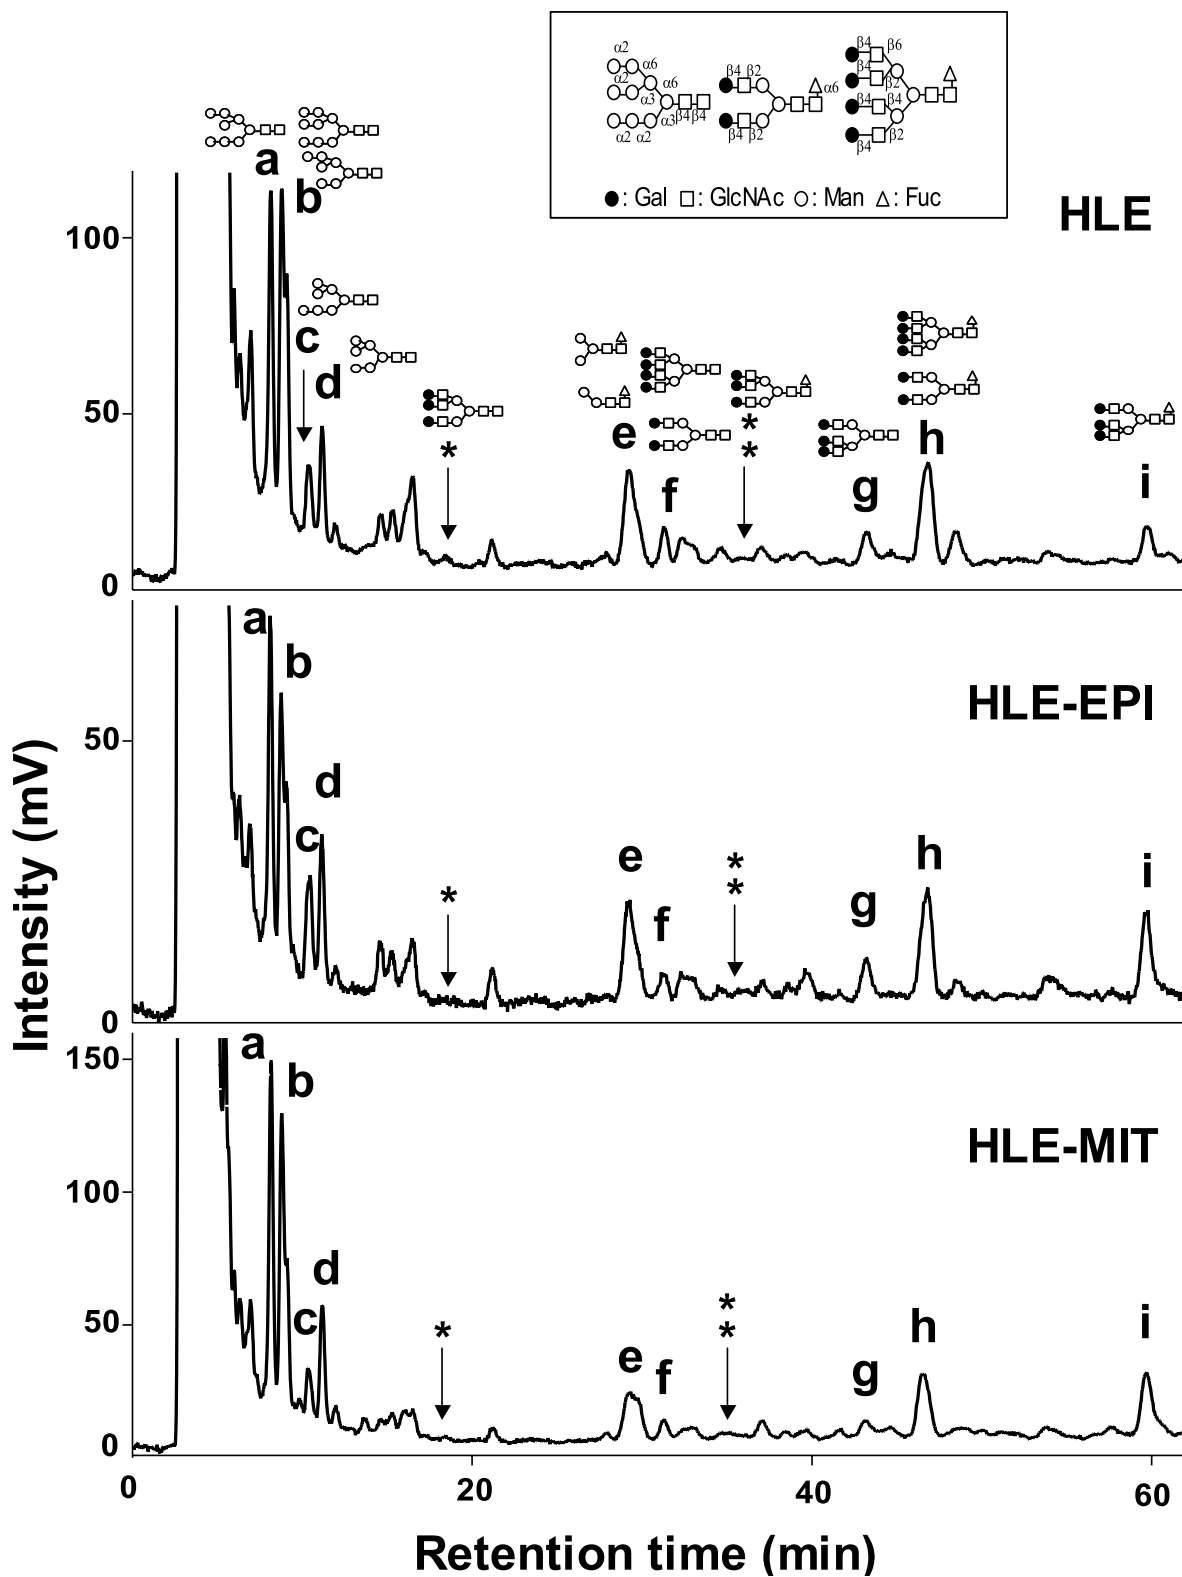 α2
α6
α2
α6
α3
α3
β4 β4
α2 α2
β4 β2
α6
β4 β2
β4 β6
β4
β2
β4 β4
β4 β2
●: Gal □: GlcNAc ○: Man △: Fuc
HLE
100
50
0
a
b
c
d
*
e
f
*
*
g
h
i
HLE-EPI
50
0
a
b
c
d
*
e
f
*
*
g
h
i
HLE-MIT
150
100
50
0
a
b
c
d
*
e
f
*
*
g
h
i
0 20 40 60
Intensity (mV)
Retention time (min)